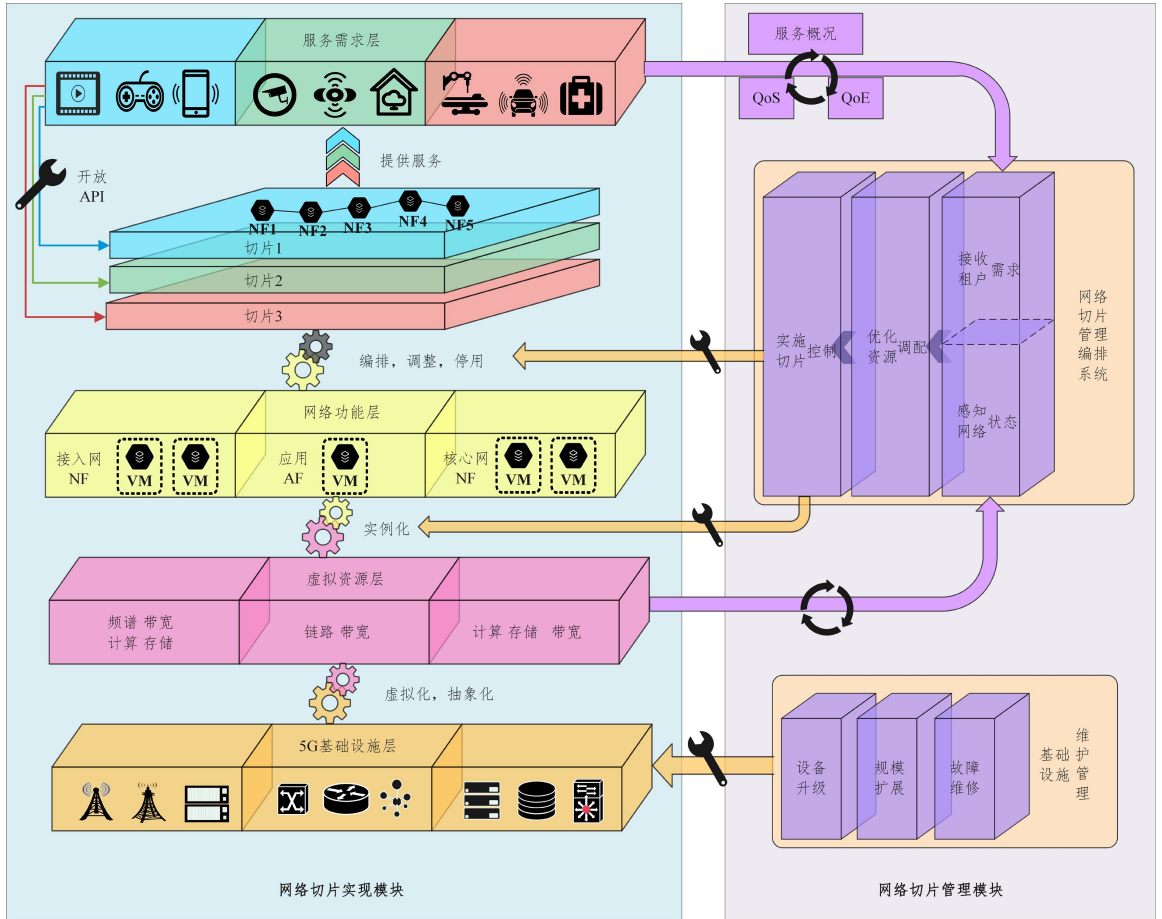 服务需求层
提供服务
开放
API
NF1
NF2
NF3
NF4
NF5
切片1
切片2
切片3
编排，调整，停用
网络功能层
接入网
NF
VM
VM
应用
AF
VM
核心网
NF
VM
VM
实例化
虚拟资源层
频谱 带宽
计算 存储
链路 带宽
计算 存储 带宽
虚拟化，抽象化
5G基础设施层
网络切片实现模块
服务概况
QoS
QoE
实施
切片
控制
优化
资源
调配
接收
租户
需求
感知
网络
状态
网络
切片
管理
编排
系统
设备
升级
规模
扩展
故障
维修
基础
设施
维
护
管
理
网络切片管理模块